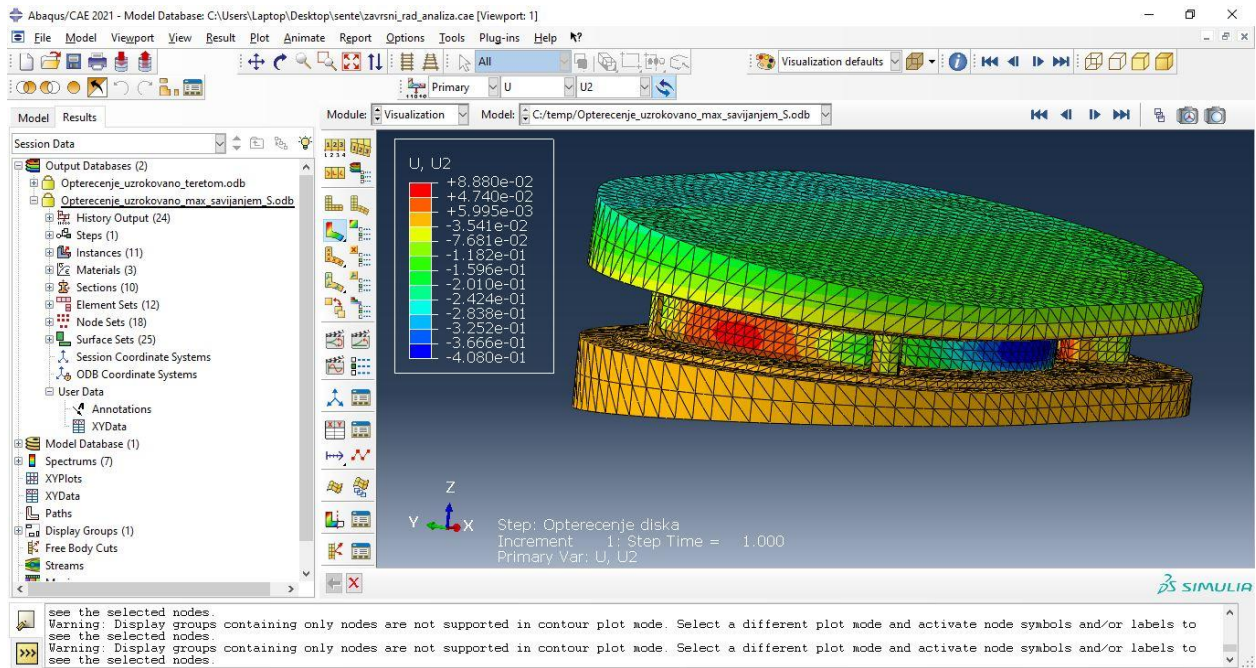 Abaqus/CAE 2021 - Model Database: C:\Users\Laptop\Desktop\sente\zavrsni_rad_analiza.cae [Viewport: 1]
File Model Viewport View Result Plot Animate Report Options Tools Plug-ins Help
All
Visualization defaults
Primary U U2
Model Results
Module: Visualization Model: C:/temp/Opterecenje_uzrokovano_max_savijanjem_S.odb
Session Data
Output Databases (2)
Opterecenje_uzrokovano_teretom.odb
Opterecenje_uzrokovano_max_savijanjem_S.odb
History Output (24)
Steps (1)
Instances (11)
Materials (3)
Sections (10)
Element Sets (12)
Node Sets (18)
Surface Sets (25)
Session Coordinate Systems
ODB Coordinate Systems
User Data
Annotations
XYData
Model Database (1)
Spectrums (7)
XYPlots
XYData
Paths
Display Groups (1)
Free Body Cuts
Streams
U, U2
+8.880e-02
+4.740e-02
+5.995e-03
-3.541e-02
-7.681e-02
-1.182e-01
-1.596e-01
-2.010e-01
-2.424e-01
-2.838e-01
-3.252e-01
-3.666e-01
-4.080e-01
Z
Y X
Step: Opterecenje diska
Increment 1: Step Time = 1.000
Primary Var: U, U2
SIMULIA
see the selected nodes.
Warning: Display groups containing only nodes are not supported in contour plot mode. Select a different plot mode and activate node symbols and/or labels to
see the selected nodes.
Warning: Display groups containing only nodes are not supported in contour plot mode. Select a different plot mode and activate node symbols and/or labels to
see the selected nodes.